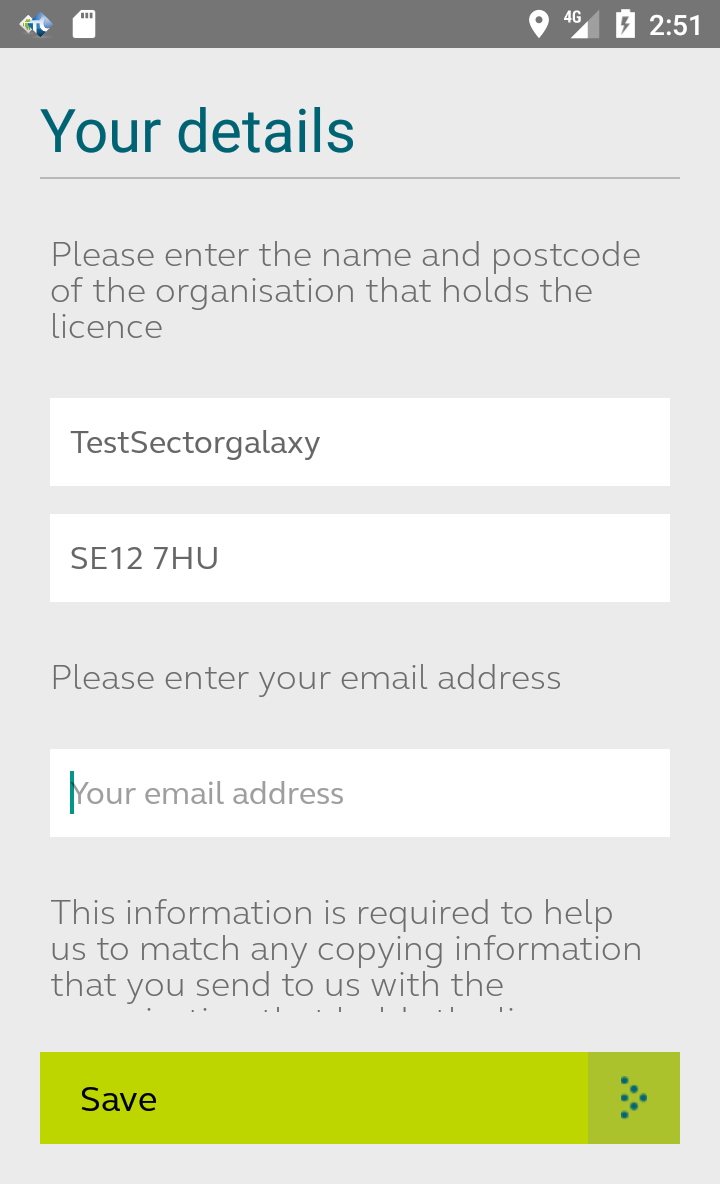 4G 2:51
Your details
Please enter the name and postcode
of the organisation that holds the
licence
TestSectorgalaxy
SE12 7HU
Please enter your email address
Your email address
This information is required to help
us to match any copying information
that you send to us with the
Save